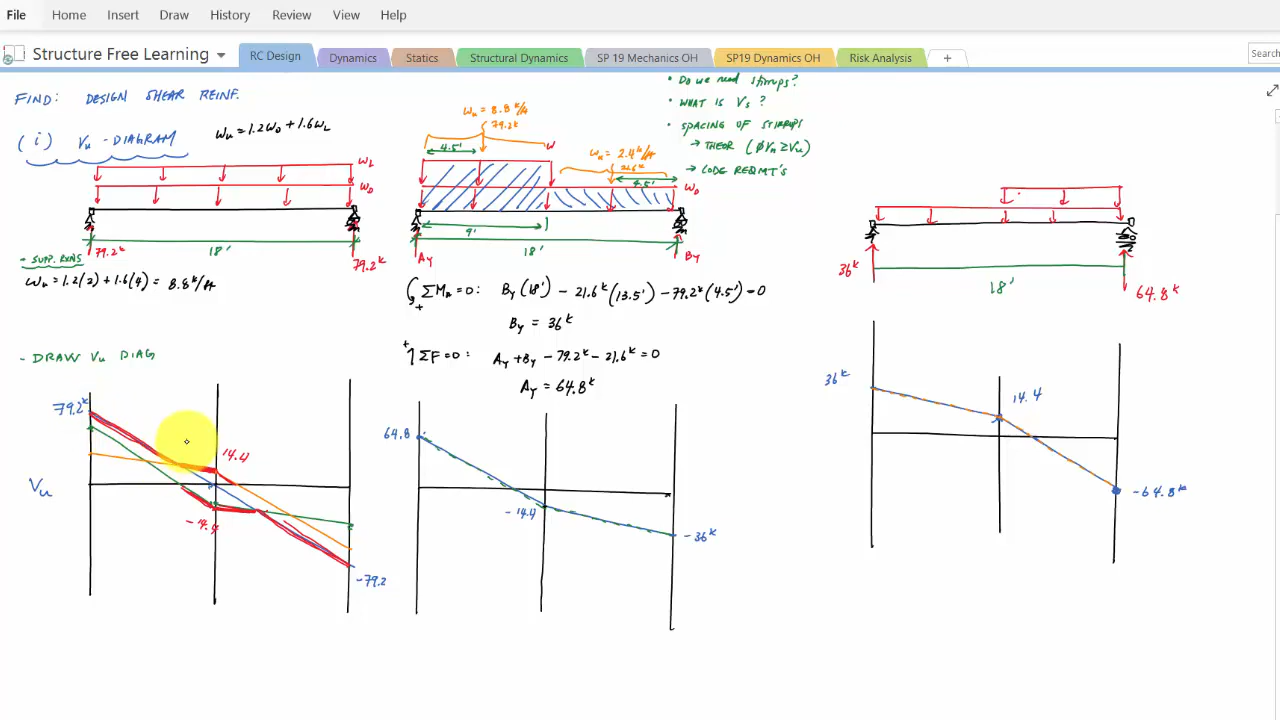 File Home Insert Draw History Review View Help
Structure Free Learning RC Design Dynamics Statics Structural Dynamics SP 19 Mechanics OH SP19 Dynamics OH Risk Analysis + Search
FIND: DESIGN SHEAR REINF.
(i) Vu - DIAGRAM
Wu = 1.2WD + 1.6WL
WL
WD
79.2k
18'
79.2k
- SUPP. RXNS
Wu = 1.2(2) + 1.6(4) = 8.8k/ft
- DRAW Vu DIAG
79.2k
14.4
Vu
-14.4
-79.2
Wu = 8.8k/ft
79.2k
4.5'
W
Wu = 2.4k/ft
21.6k
4.5'
WD
9'
18'
Ay
By
ΣMA=0: By(18') - 21.6k(13.5') - 79.2k(4.5') = 0
By = 36k
+↑ΣF=0: Ay + By - 79.2k - 21.6k = 0
Ay = 64.8k
64.8
-14.4
-36k
• Do we need stirrups?
• WHAT IS Vs?
• SPACING OF STIRRUPS
→ THEOR (ϕVn ≥ Vu)
→ CODE REQMT'S
36k
18'
64.8k
36k
14.4
-64.8k